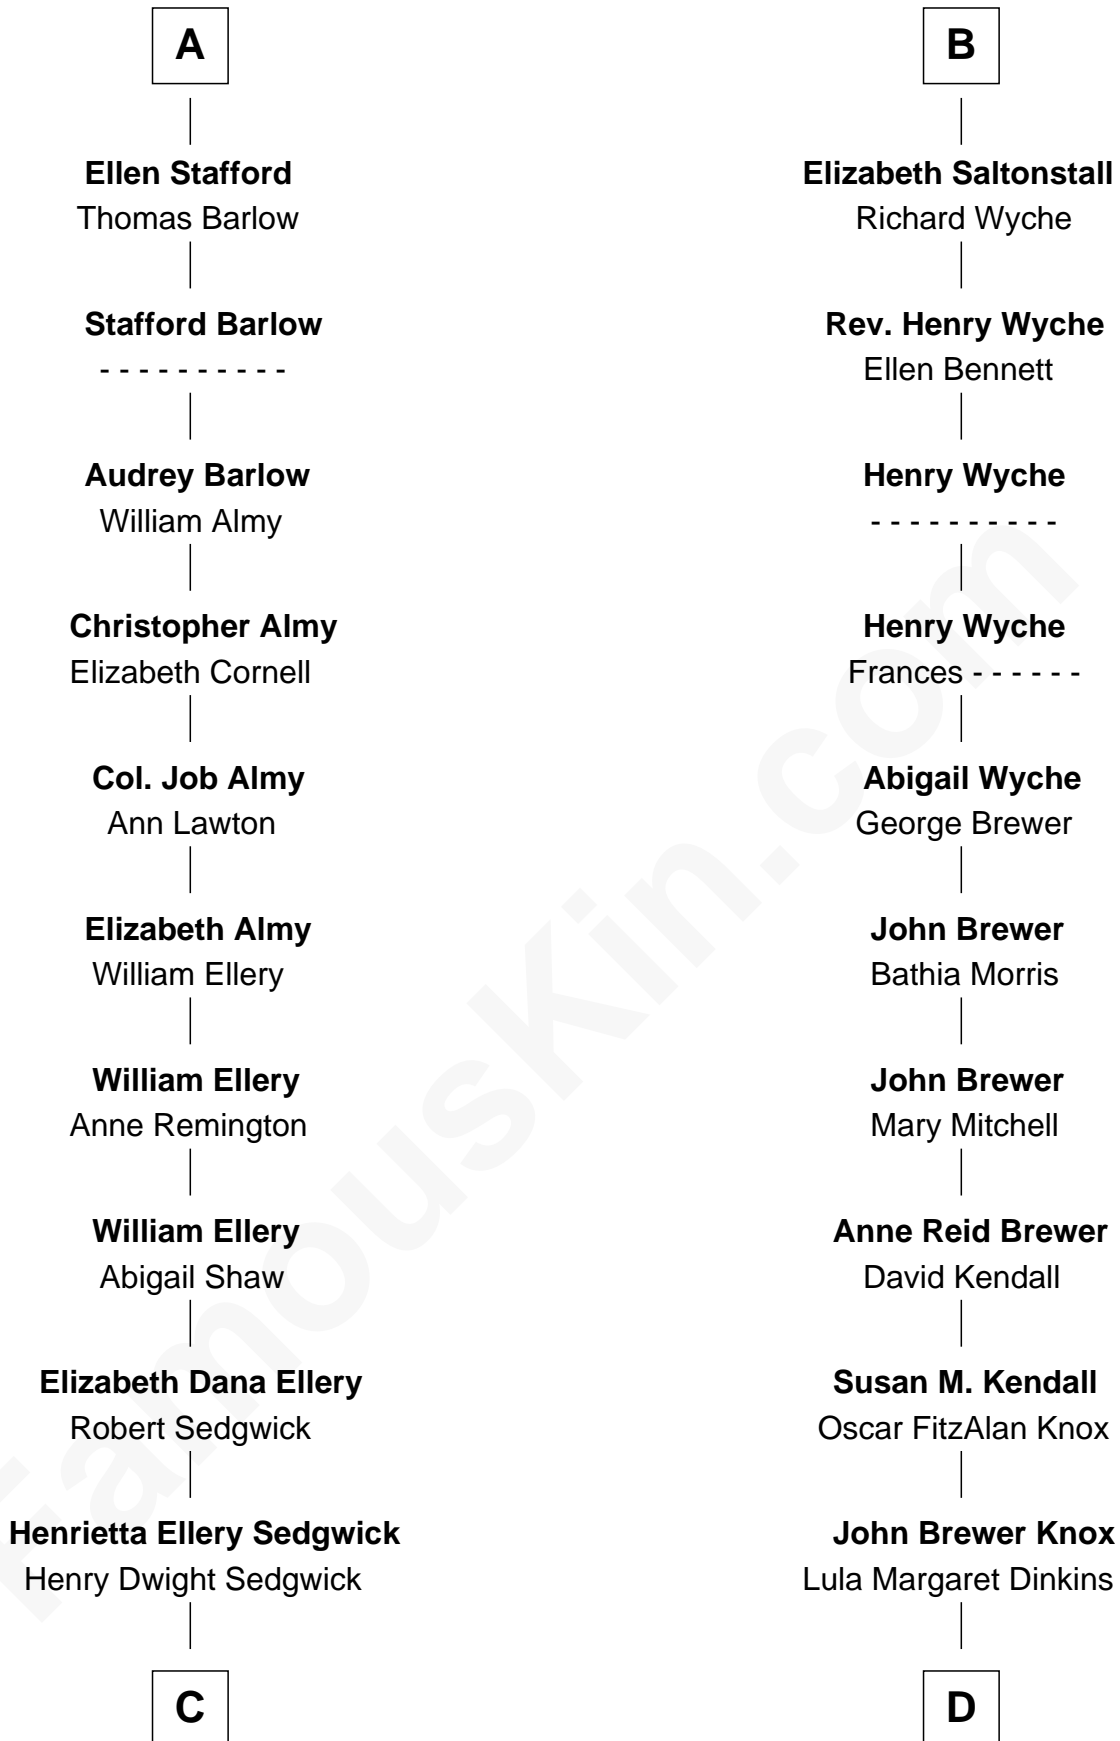 A
Ellen Stafford
Thomas Barlow
Stafford Barlow
- - - - - - - - - -
Audrey Barlow
William Almy
Christopher Almy
Elizabeth Cornell
Col. Job Almy
Ann Lawton
Elizabeth Almy
William Ellery
William Ellery
Anne Remington
William Ellery
Abigail Shaw
Elizabeth Dana Ellery
Robert Sedgwick
Henrietta Ellery Sedgwick
Henry Dwight Sedgwick
C
B
Elizabeth Saltonstall
Richard Wyche
Rev. Henry Wyche
Ellen Bennett
Henry Wyche
- - - - - - - - - -
Henry Wyche
Frances - - - - - -
Abigail Wyche
George Brewer
John Brewer
Bathia Morris
John Brewer
Mary Mitchell
Anne Reid Brewer
David Kendall
Susan M. Kendall
Oscar FitzAlan Knox
John Brewer Knox
Lula Margaret Dinkins
D
FamousKin.com